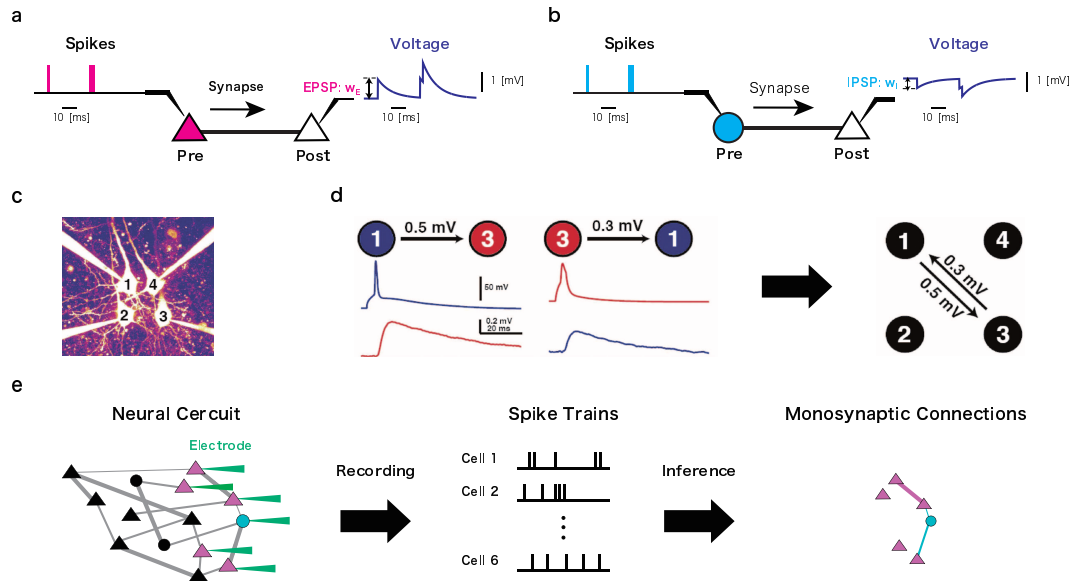 a
Spikes
10 [ms]
Synapse
Pre
Post
EPSP: wE
Voltage
1 [mV]
10 [ms]
b
Spikes
10 [ms]
Synapse
Pre
Post
IPSP: wI
Voltage
1 [mV]
10 [ms]
c
1 4
2 3
d
1 0.5 mV 3
50 mV
0.2 mV
20 ms
3 0.3 mV 1
1 4
0.3 mV
0.5 mV
2 3
e
Neural Cercuit
Electrode
Recording
Spike Trains
Cell 1
Cell 2
Cell 6
Inference
Monosynaptic Connections